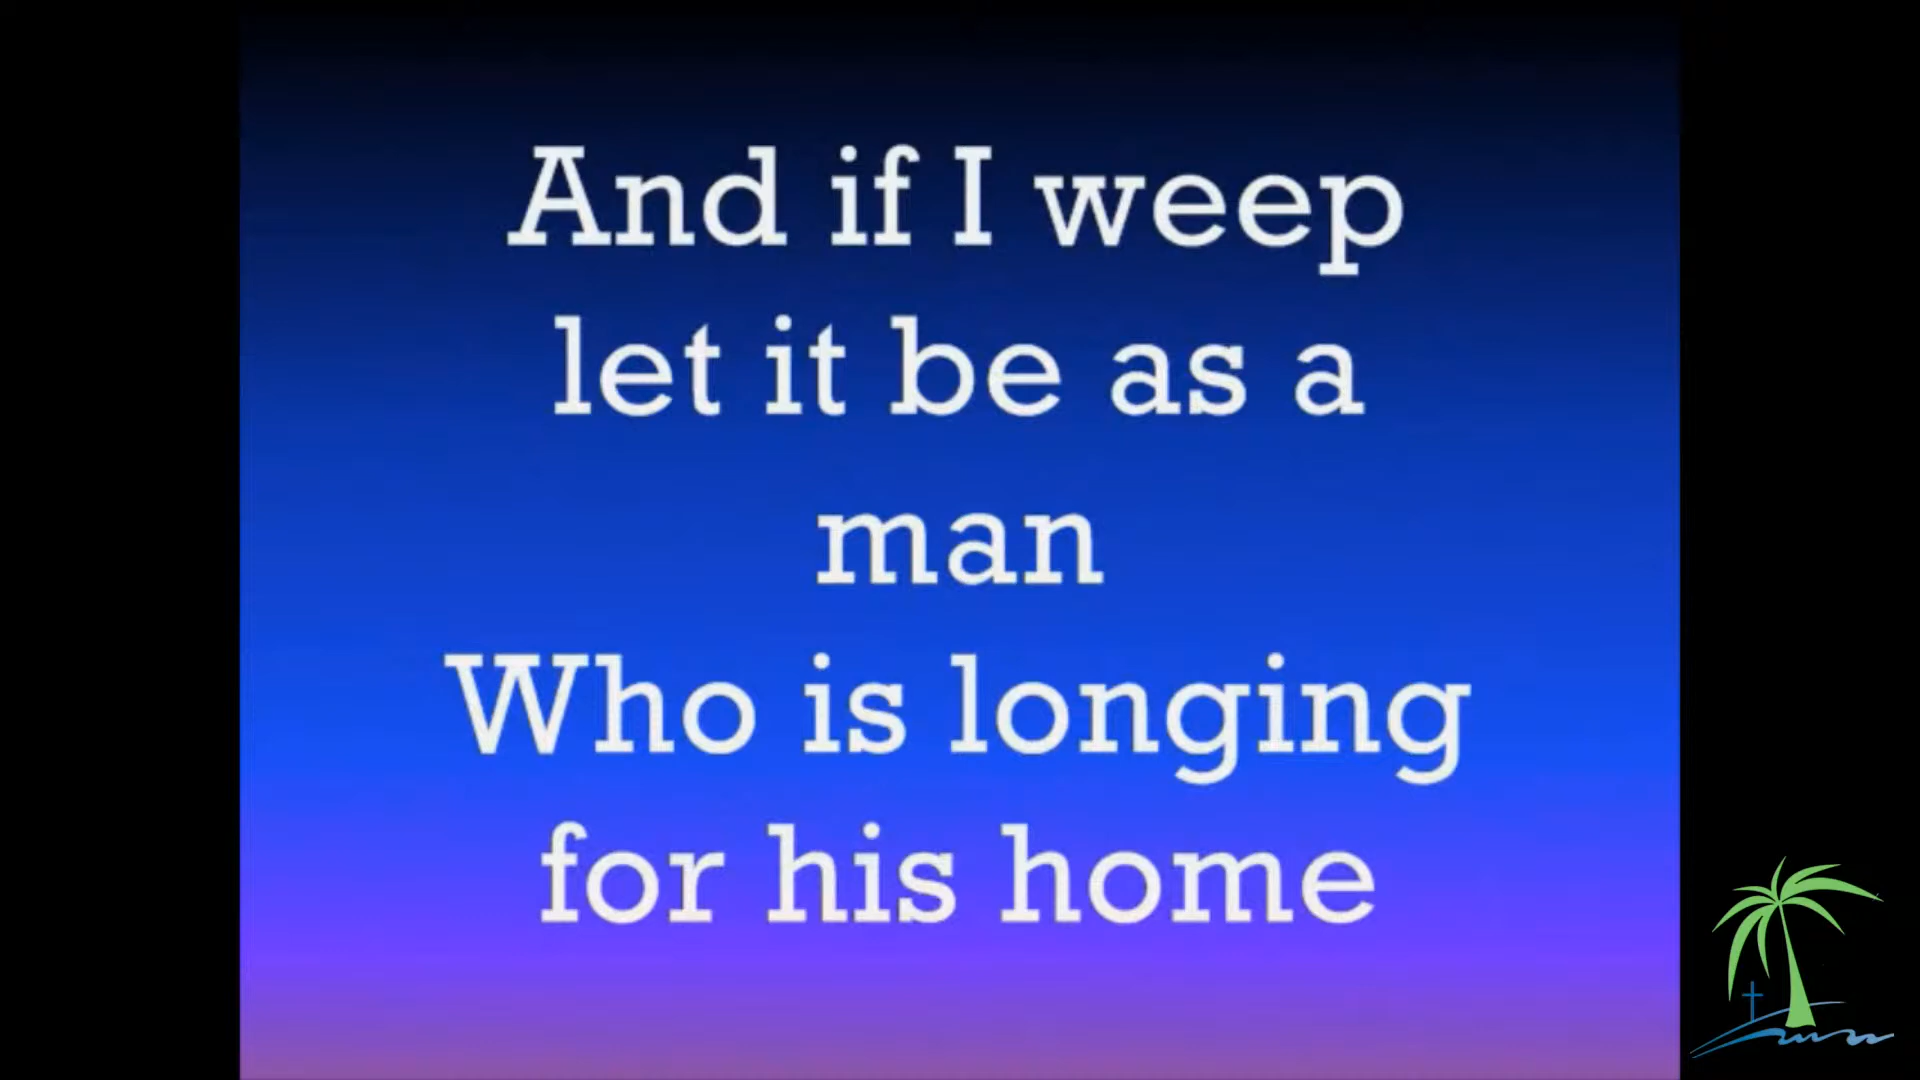 And if I weep
let it be as a
man
Who is longing
for his home